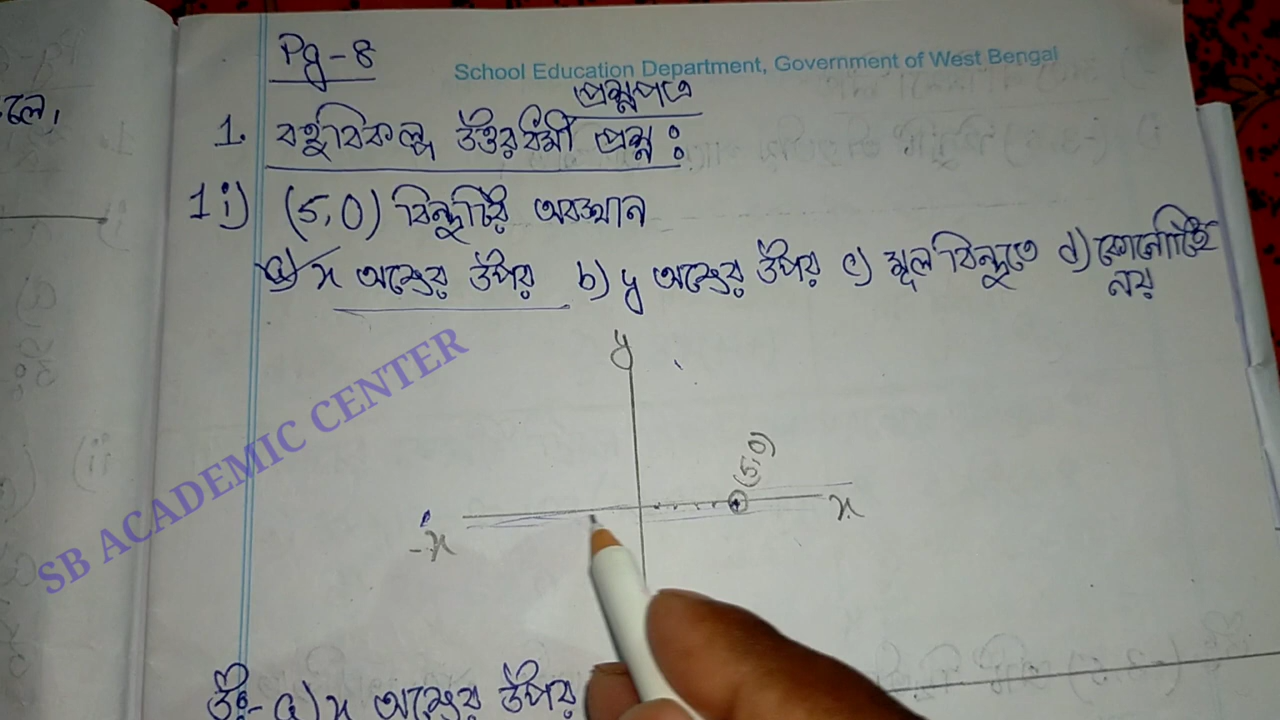 Pg-8
School Education Department, Government of West Bengal
প্রশ্নপত্র
1. বহুবিকল্প উত্তরধর্মী প্রশ্ন :
1 i) (5,0) বিন্দুটির অবস্থান
a) x অক্ষের উপর b) y অক্ষের উপর c) মূল বিন্দুতে d) কোনোটিই
নয়
y
(5,0)
x
-x
উঃ- a) x অক্ষের উপর
লে।
SB ACADEMIC CENTER